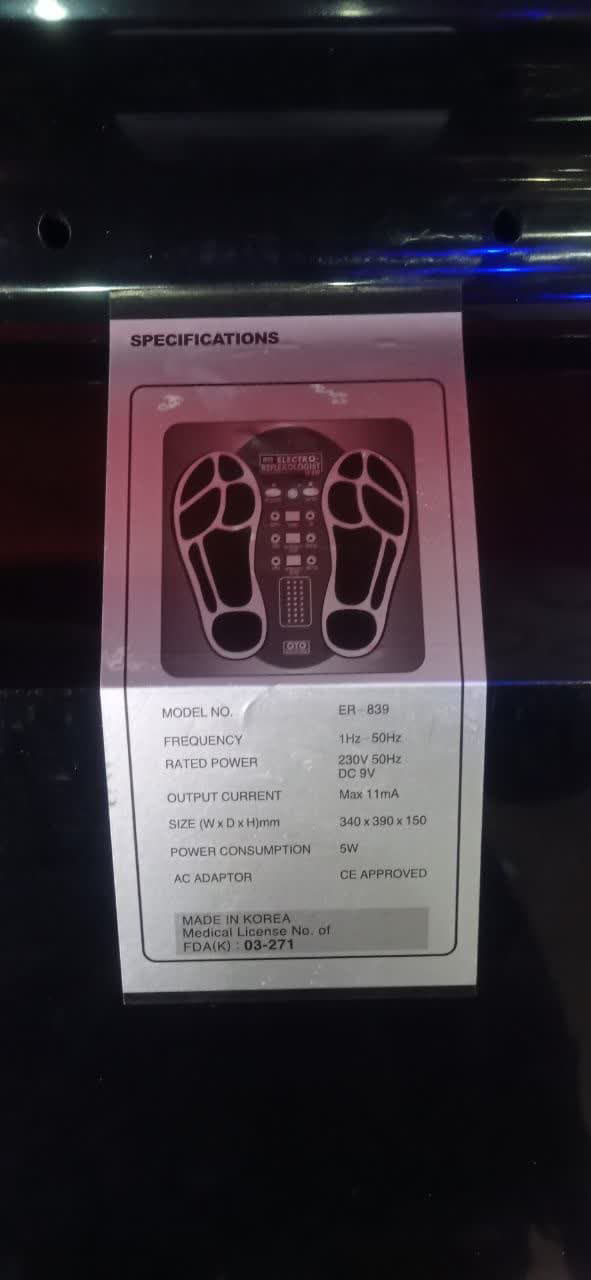 SPECIFICATIONS
ELECTRO-
REFLEXOLOGIST
OTO
MODEL NO. ER-839
FREQUENCY 1Hz-50Hz
RATED POWER 230V 50Hz
DC 9V
OUTPUT CURRENT Max 11mA
SIZE (W x D x H)mm 340 x 390 x 150
POWER CONSUMPTION 5W
AC ADAPTOR CE APPROVED
MADE IN KOREA
Medical License No. of
FDA(K) : 03-271